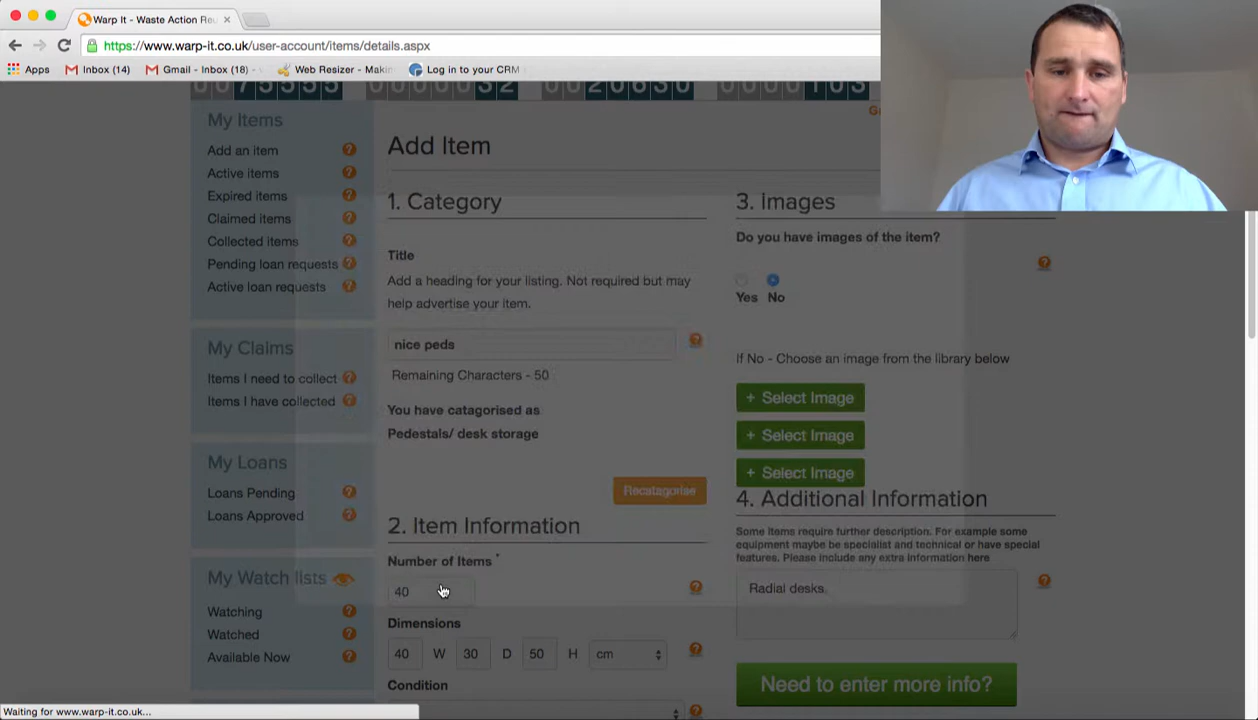 Warp It - Waste Action Reu
https://www.warp-it.co.uk/user-account/items/details.aspx
Apps
Inbox (14)
Gmail - Inbox (18) -
Web Resizer - Makin
Log in to your CRM
0075555 0000032 0020630 0000103
My Items
Add an item
Active items
Expired items
Claimed items
Collected items
Pending loan requests
Active loan requests
My Claims
Items I need to collect
Items I have collected
My Loans
Loans Pending
Loans Approved
My Watch lists
Watching
Watched
Available Now
Add Item
1. Category
Title
Add a heading for your listing. Not required but may
help advertise your item.
nice peds
Remaining Characters - 50
You have catagorised as
Pedestals/ desk storage
Recatagorise
2. Item Information
Number of Items *
40
Dimensions
40 W 30 D 50 H cm
Condition
3. Images
Do you have images of the item?
Yes No
If No - Choose an image from the library below
+ Select Image
+ Select Image
+ Select Image
4. Additional Information
Some items require further description. For example some
equipment maybe be specialist and technical or have special
features. Please include any extra information here
Radial desks.
Need to enter more info?
Waiting for www.warp-it.co.uk...